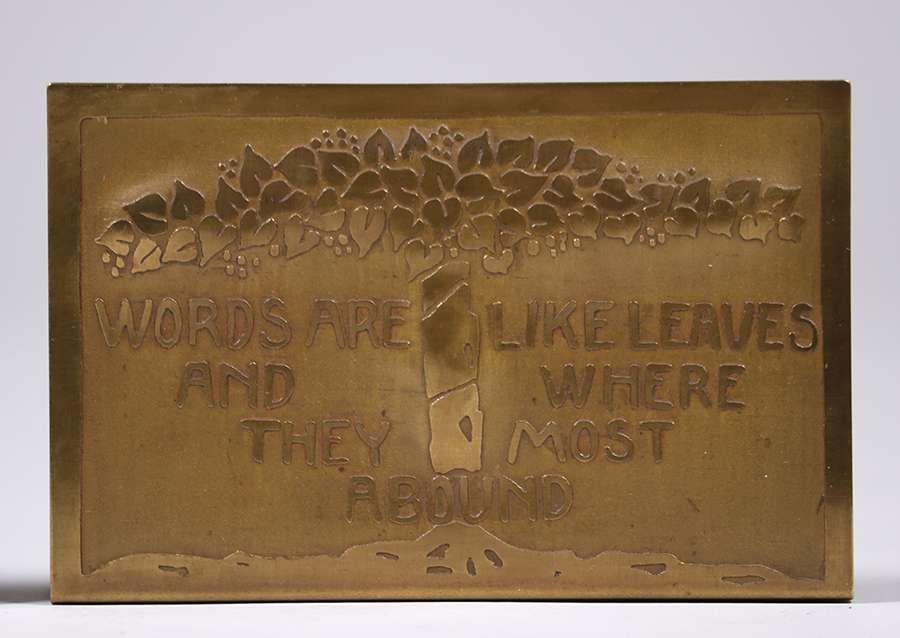 WORDS ARE LIKE LEAVES
AND WHERE
THEY MOST
ABOUND